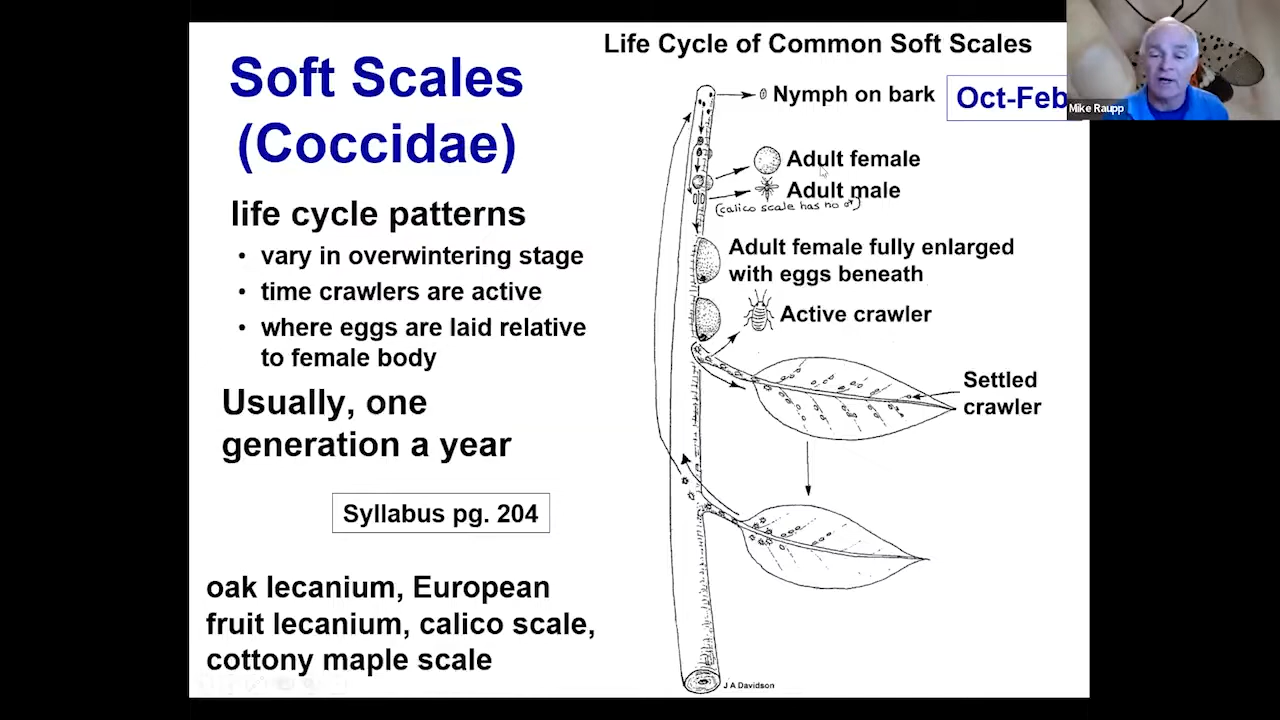 Soft Scales
(Coccidae)
life cycle patterns
• vary in overwintering stage
• time crawlers are active
• where eggs are laid relative
to female body
Usually, one
generation a year
Syllabus pg. 204
oak lecanium, European
fruit lecanium, calico scale,
cottony maple scale
Life Cycle of Common Soft Scales
Nymph on bark
Oct-Feb
Mike Raupp
Adult female
Adult male
(calico scale has no ♂)
Adult female fully enlarged
with eggs beneath
Active crawler
Settled
crawler
J A Davidson